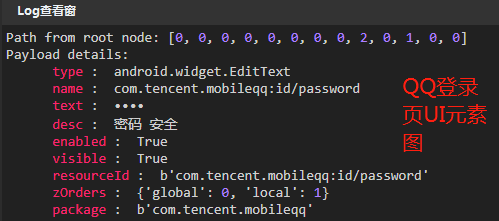 Log查看窗
Path from root node: [0, 0, 0, 0, 0, 0, 0, 0, 2, 0, 1, 0, 0]
Payload details:
type :  android.widget.EditText
name :  com.tencent.mobileqq:id/password
text :  ••••
desc :  密码 安全
enabled :  True
visible :  True
resourceId :  b'com.tencent.mobileqq:id/password'
zOrders :  {'global': 0, 'local': 1}
package :  b'com.tencent.mobileqq'
QQ登录
页UI元素
图